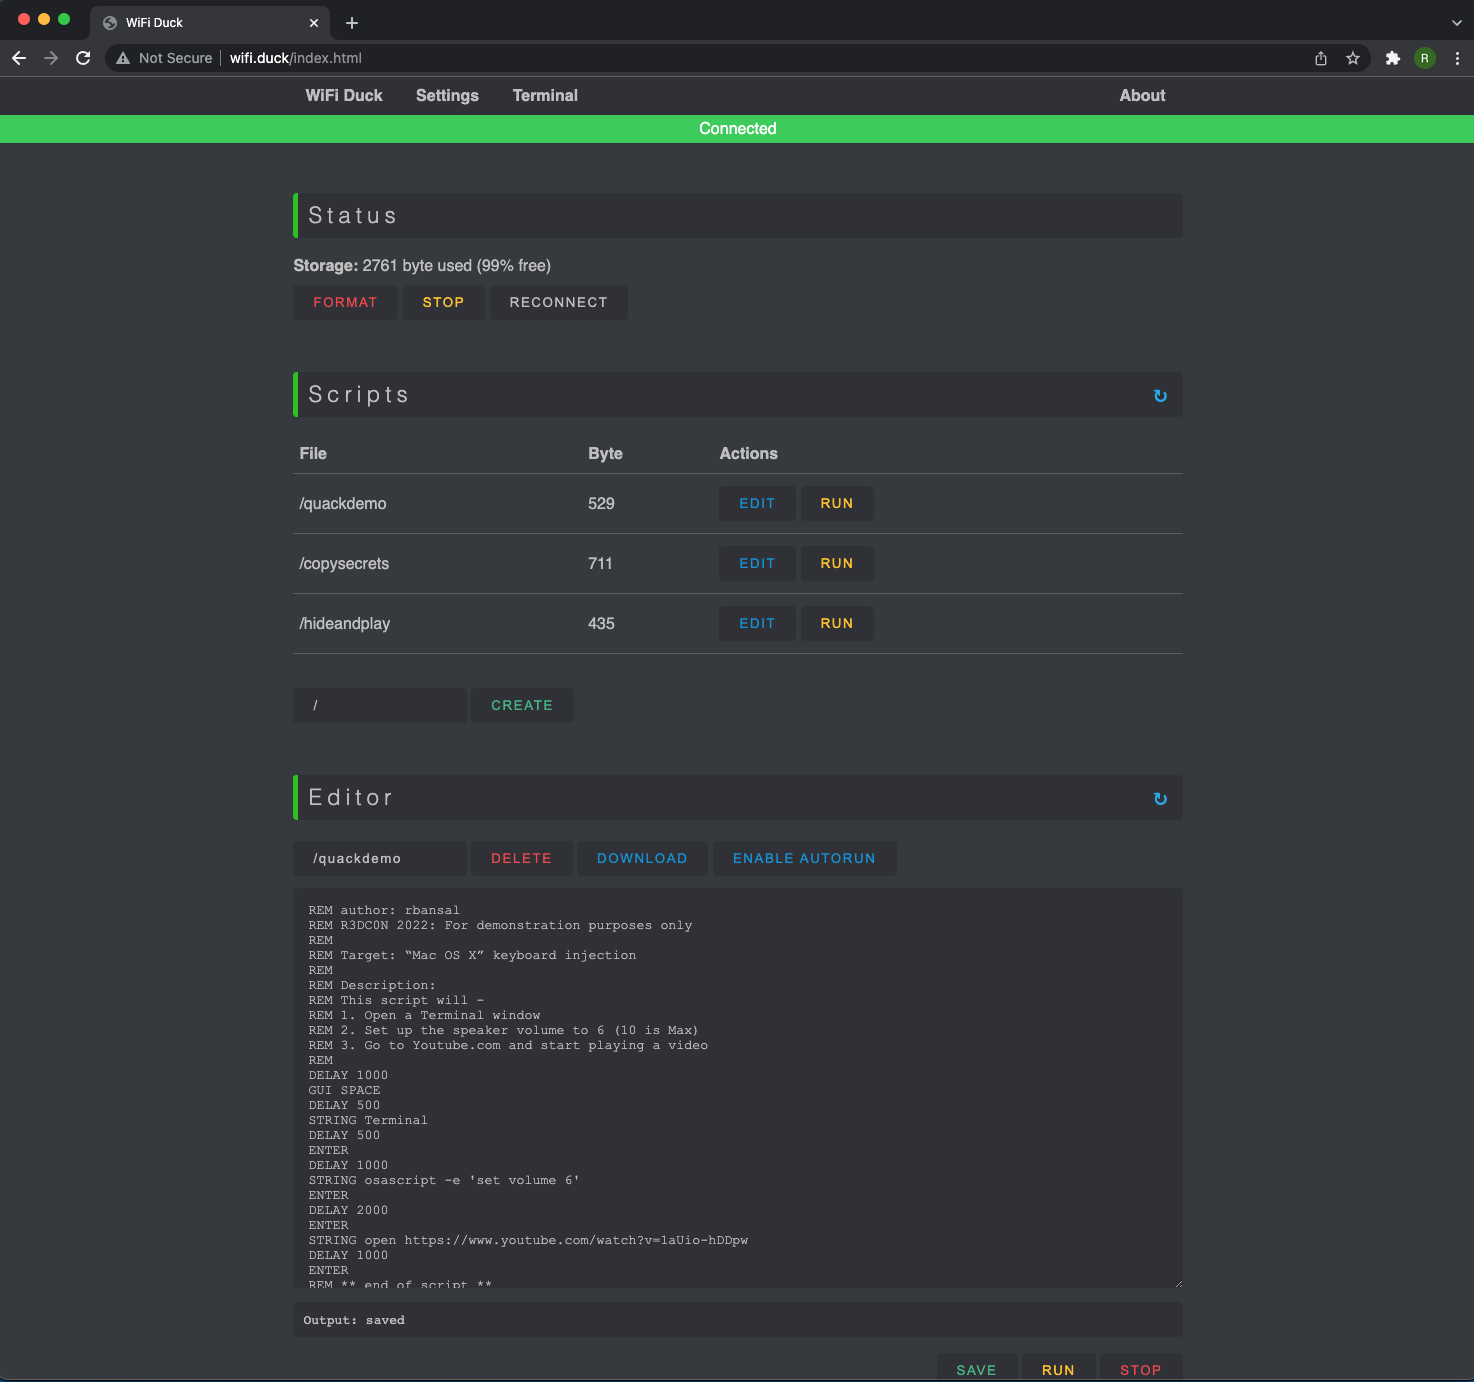 WiFi Duck
Not Secure wifi.duck/index.html
R
WiFi Duck Settings Terminal About
Connected
Status
Storage: 2761 byte used (99% free)
FORMAT STOP RECONNECT
Scripts
File Byte Actions
/quackdemo 529 EDIT RUN
/copysecrets 711 EDIT RUN
/hideandplay 435 EDIT RUN
/ CREATE
Editor
/quackdemo DELETE DOWNLOAD ENABLE AUTORUN
REM author: rbansal
REM R3DC0N 2022: For demonstration purposes only
REM
REM Target: “Mac OS X” keyboard injection
REM
REM Description:
REM This script will -
REM 1. Open a Terminal window
REM 2. Set up the speaker volume to 6 (10 is Max)
REM 3. Go to Youtube.com and start playing a video
REM
DELAY 1000
GUI SPACE
DELAY 500
STRING Terminal
DELAY 500
ENTER
DELAY 1000
STRING osascript -e 'set volume 6'
ENTER
DELAY 2000
ENTER
STRING open https://www.youtube.com/watch?v=1aUio-hDDpw
DELAY 1000
ENTER
REM ** end of script **
Output: saved
SAVE RUN STOP